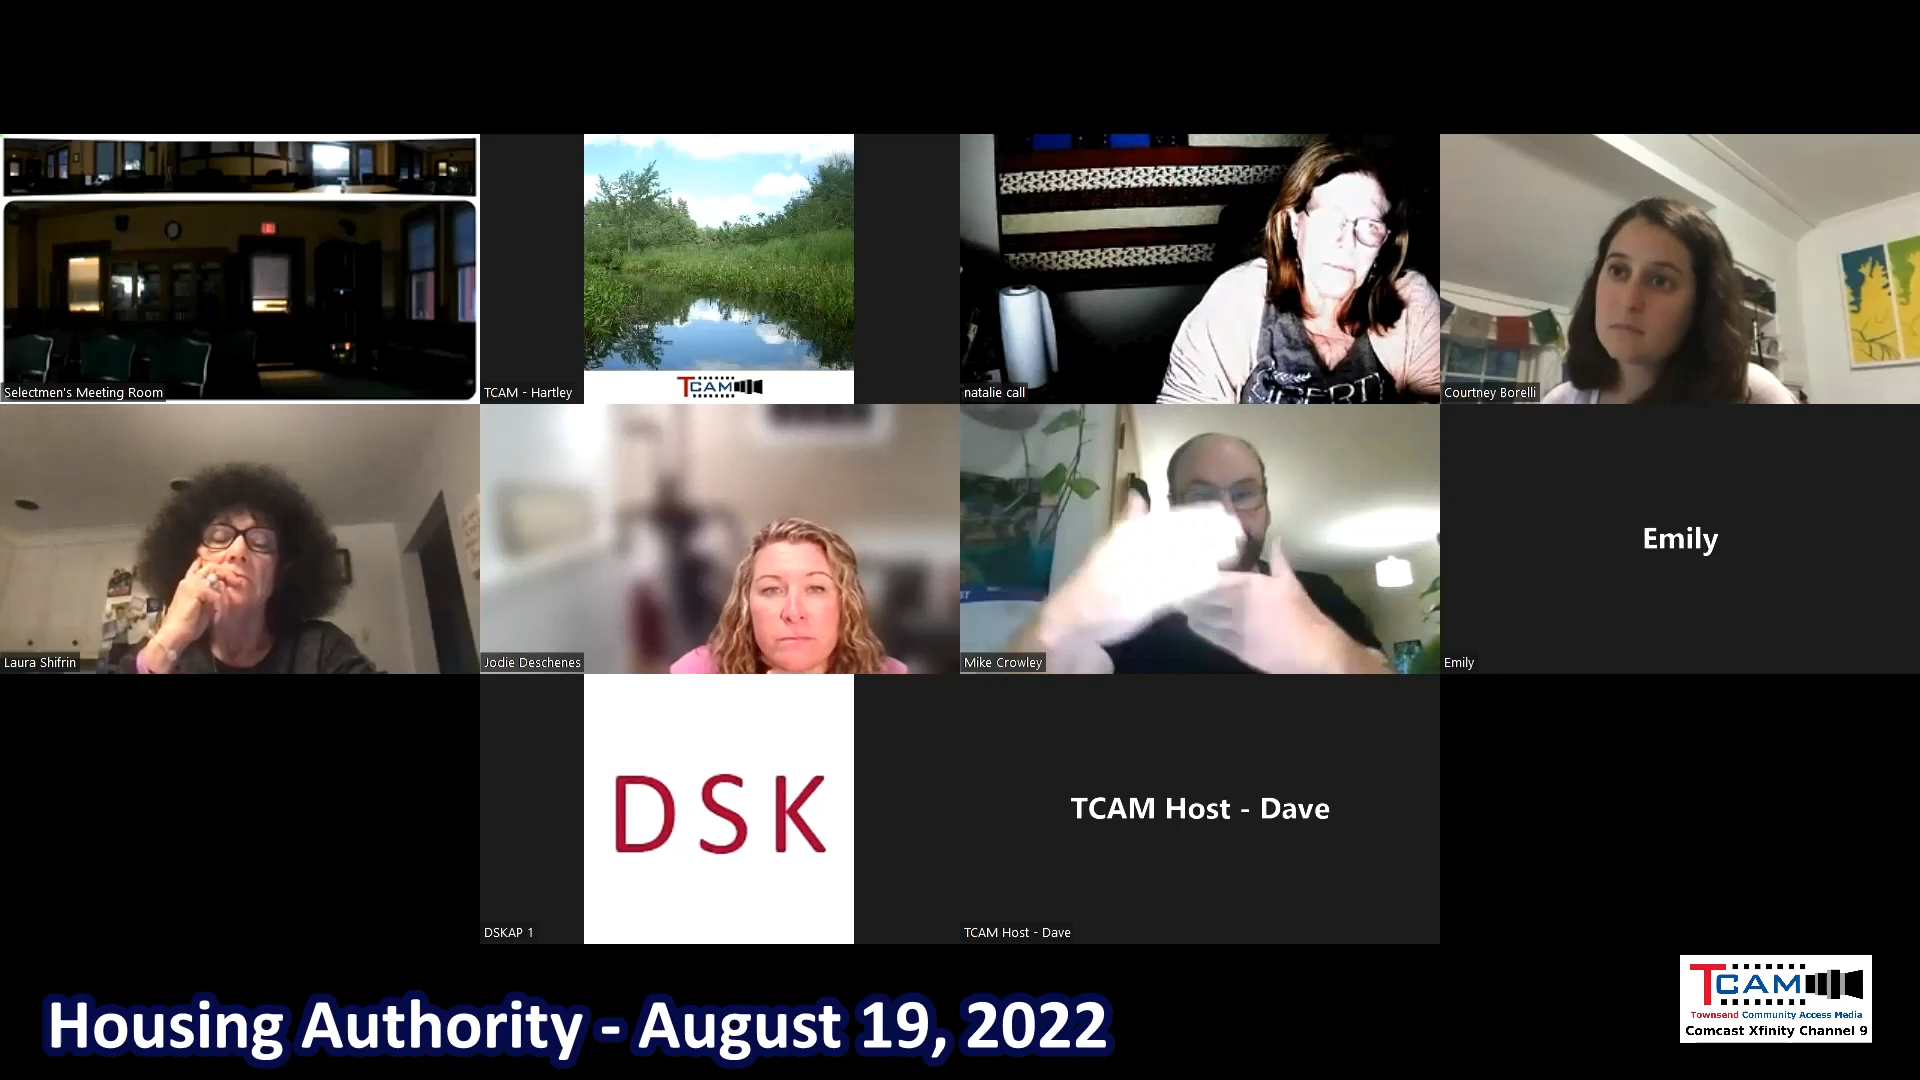 Selectmen's Meeting Room
TCAM
TCAM - Hartley
natalie call
Courtney Borelli
Laura Shifrin
Jodie Deschenes
Mike Crowley
Emily
Emily
DSK
DSKAP 1
TCAM Host - Dave
TCAM Host - Dave
Housing Authority - August 19, 2022
TCAM
Townsend Community Access Media
Comcast Xfinity Channel 9